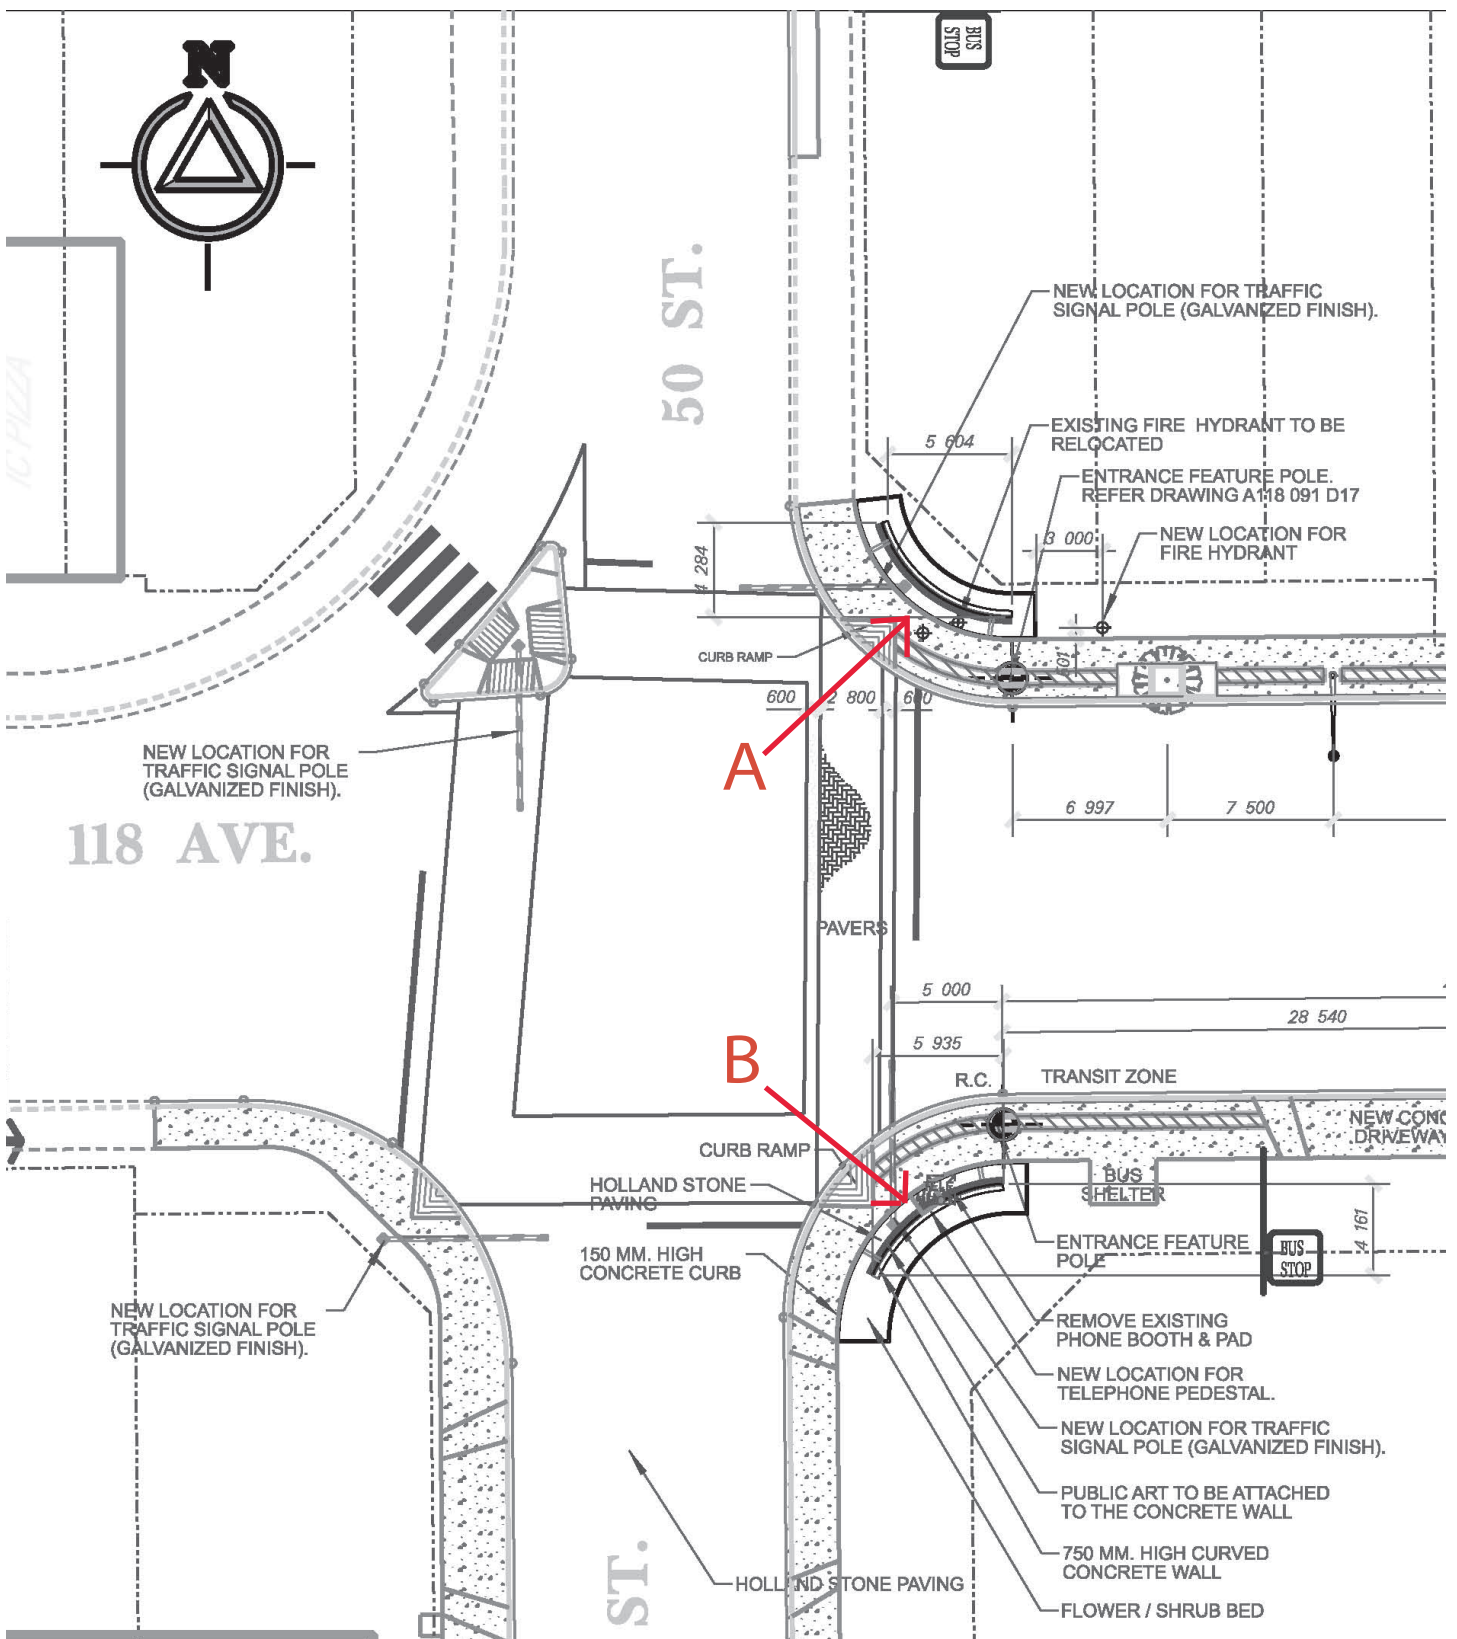 N
BUS
STOP
50 ST.
IC PIZZA
NEW LOCATION FOR TRAFFIC
SIGNAL POLE (GALVANIZED FINISH).
5 604
EXISTING FIRE HYDRANT TO BE
RELOCATED
ENTRANCE FEATURE POLE.
REFER DRAWING A118 091 D17
3 000
NEW LOCATION FOR
FIRE HYDRANT
4 284
CURB RAMP
501
600
2 800
600
A
NEW LOCATION FOR
TRAFFIC SIGNAL POLE
(GALVANIZED FINISH).
6 997
7 500
118 AVE.
PAVERS
5 000
28 540
5 935
B
R.C.
TRANSIT ZONE
NEW CONC
DRIVEWAY
CURB RAMP
BUS
SHELTER
HOLLAND STONE
PAVING
4 161
150 MM. HIGH
CONCRETE CURB
ENTRANCE FEATURE
POLE
BUS
STOP
NEW LOCATION FOR
TRAFFIC SIGNAL POLE
(GALVANIZED FINISH).
REMOVE EXISTING
PHONE BOOTH & PAD
NEW LOCATION FOR
TELEPHONE PEDESTAL.
NEW LOCATION FOR TRAFFIC
SIGNAL POLE (GALVANIZED FINISH).
PUBLIC ART TO BE ATTACHED
TO THE CONCRETE WALL
750 MM. HIGH CURVED
CONCRETE WALL
HOLLAND STONE PAVING
FLOWER / SHRUB BED
ST.